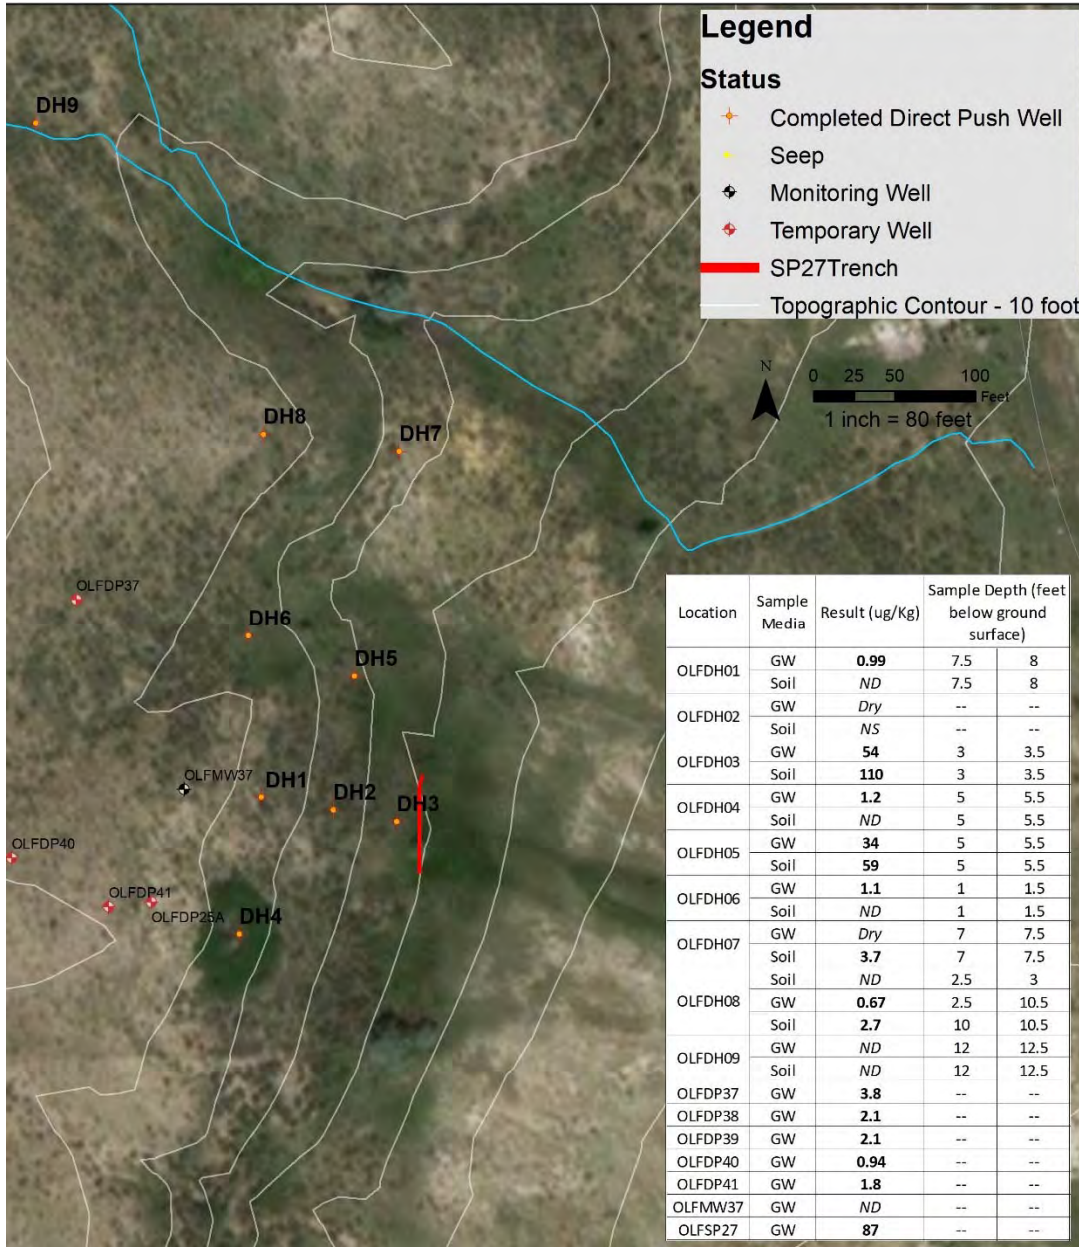 Legend
Status
Completed Direct Push Well
Seep
Monitoring Well
Temporary Well
SP27Trench
Topographic Contour - 10 foot
DH9
N
0 25 50 100
Feet
1 inch = 80 feet
DH8
DH7
OLFDP37
DH6
DH5
OLFMW37
DH1
DH2
DH3
OLFDP40
OLFDP41
OLFDP25A
DH4
Location Sample Media Result (ug/Kg) Sample Depth (feet below ground surface)
OLFDH01 GW 0.99 7.5 8
Soil ND 7.5 8
OLFDH02 GW Dry -- --
Soil NS -- --
OLFDH03 GW 54 3 3.5
Soil 110 3 3.5
OLFDH04 GW 1.2 5 5.5
Soil ND 5 5.5
OLFDH05 GW 34 5 5.5
Soil 59 5 5.5
OLFDH06 GW 1.1 1 1.5
Soil ND 1 1.5
OLFDH07 GW Dry 7 7.5
Soil 3.7 7 7.5
OLFDH08 Soil ND 2.5 3
GW 0.67 2.5 10.5
Soil 2.7 10 10.5
OLFDH09 GW ND 12 12.5
Soil ND 12 12.5
OLFDP37 GW 3.8 -- --
OLFDP38 GW 2.1 -- --
OLFDP39 GW 2.1 -- --
OLFDP40 GW 0.94 -- --
OLFDP41 GW 1.8 -- --
OLFMW37 GW ND -- --
OLFSP27 GW 87 -- --